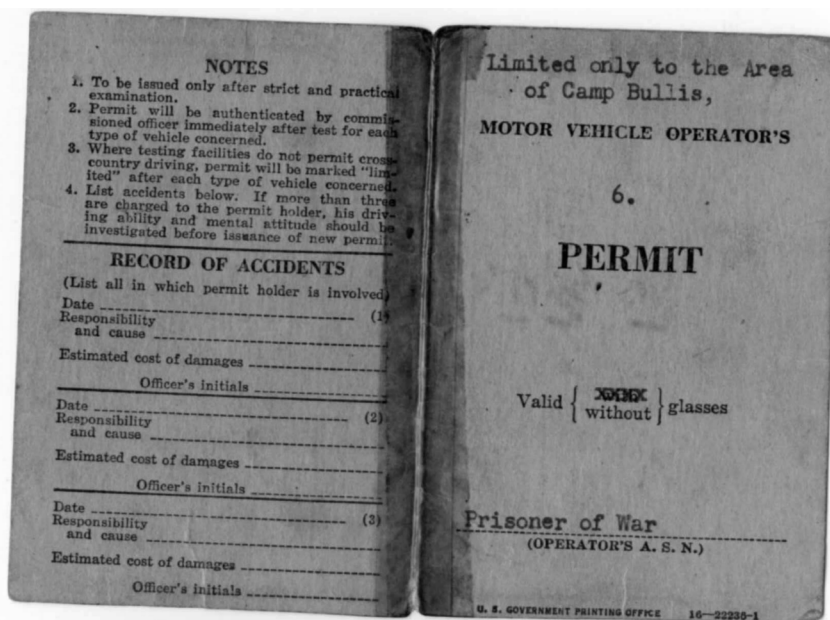 NOTES
1. To be issued only after strict and practical
examination.
2. Permit will be authenticated by commis-
sioned officer immediately after test for each
type of vehicle concerned.
3. Where testing facilities do not permit cross-
country driving, permit will be marked "lim-
ited" after each type of vehicle concerned.
4. List accidents below. If more than three
are charged to the permit holder, his driv-
ing ability and mental attitude should be
investigated before issuance of new permit.
RECORD OF ACCIDENTS
(List all in which permit holder is involved)
Date (1)
Responsibility
and cause
Estimated cost of damages
Officer's initials
Date (2)
Responsibility
and cause
Estimated cost of damages
Officer's initials
Date (3)
Responsibility
and cause
Estimated cost of damages
Officer's initials
Limited only to the Area
of Camp Bullis,
MOTOR VEHICLE OPERATOR'S
6.
PERMIT
Valid { without } glasses
Prisoner of War
(OPERATOR'S A. S. N.)
U. S. GOVERNMENT PRINTING OFFICE 16—22236-1